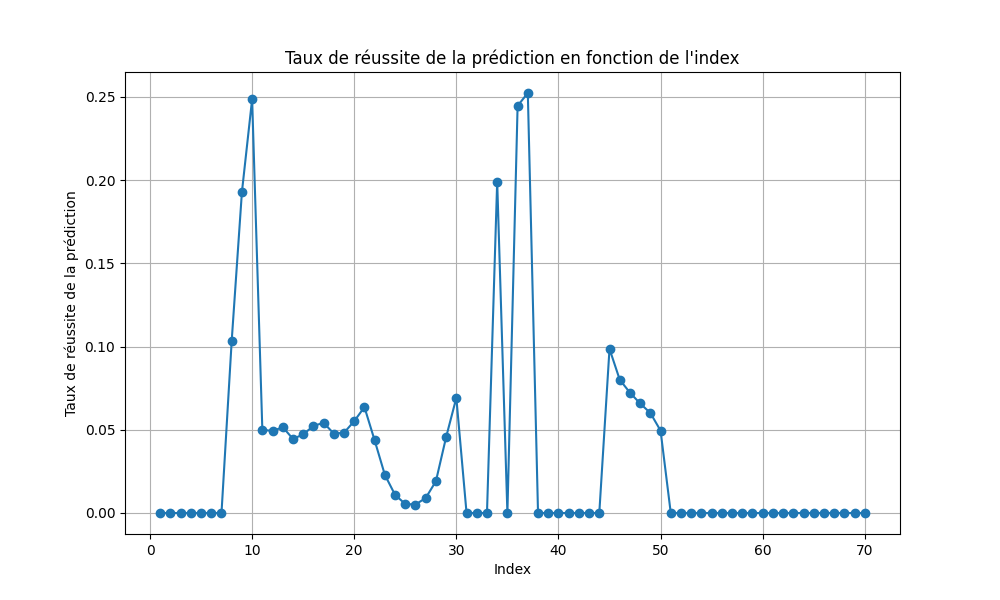 Taux de réussite de la prédiction en fonction de l'index
Taux de réussite de la prédiction
0.25
0.20
0.15
0.10
0.05
0.00
0 10 20 30 40 50 60 70
Index